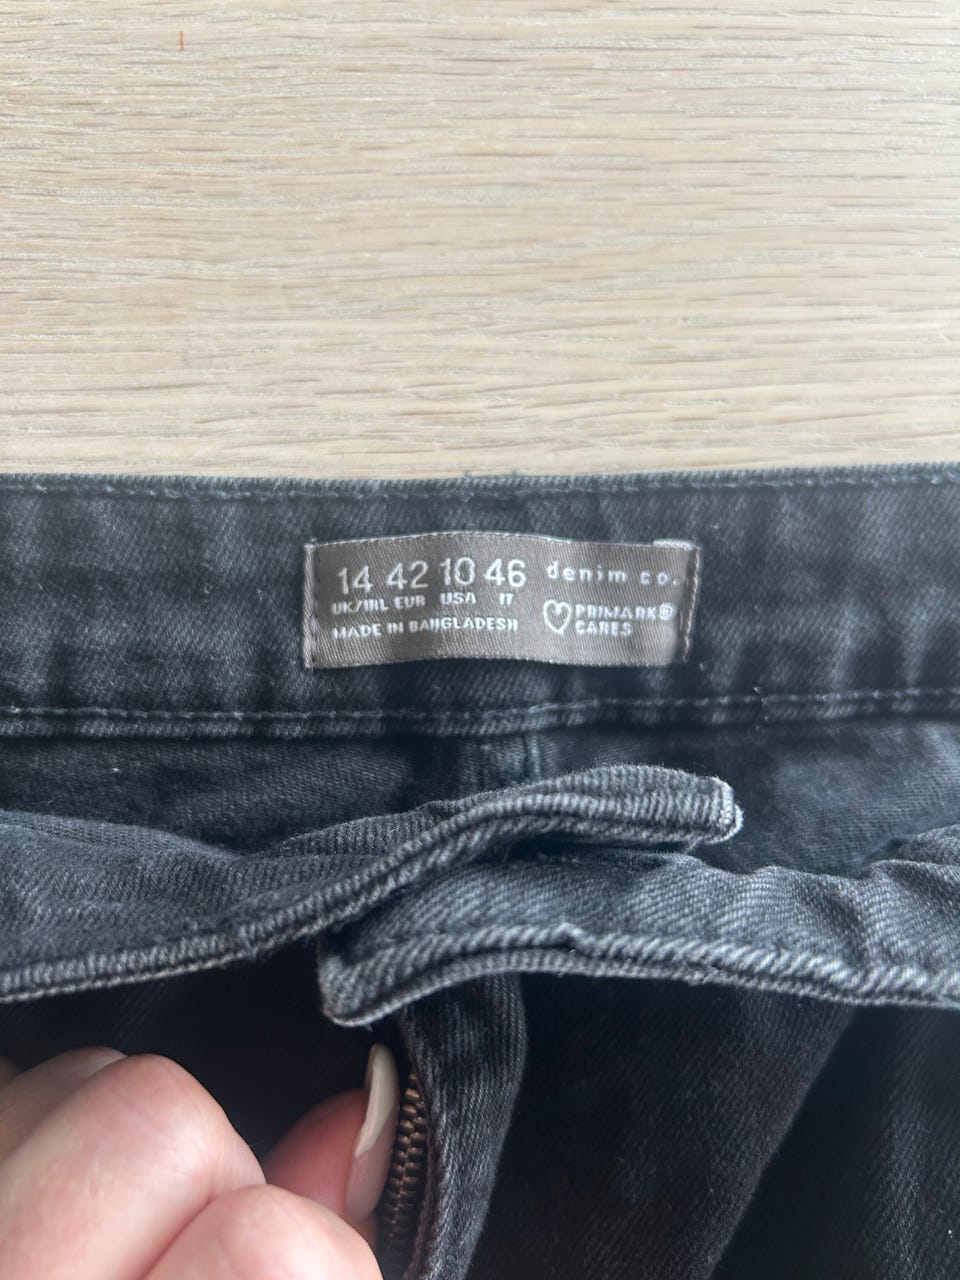 14 42 10 46 denim co.
UK/IRL EUR USA IT
MADE IN BANGLADESH
PRIMARK®
CARES